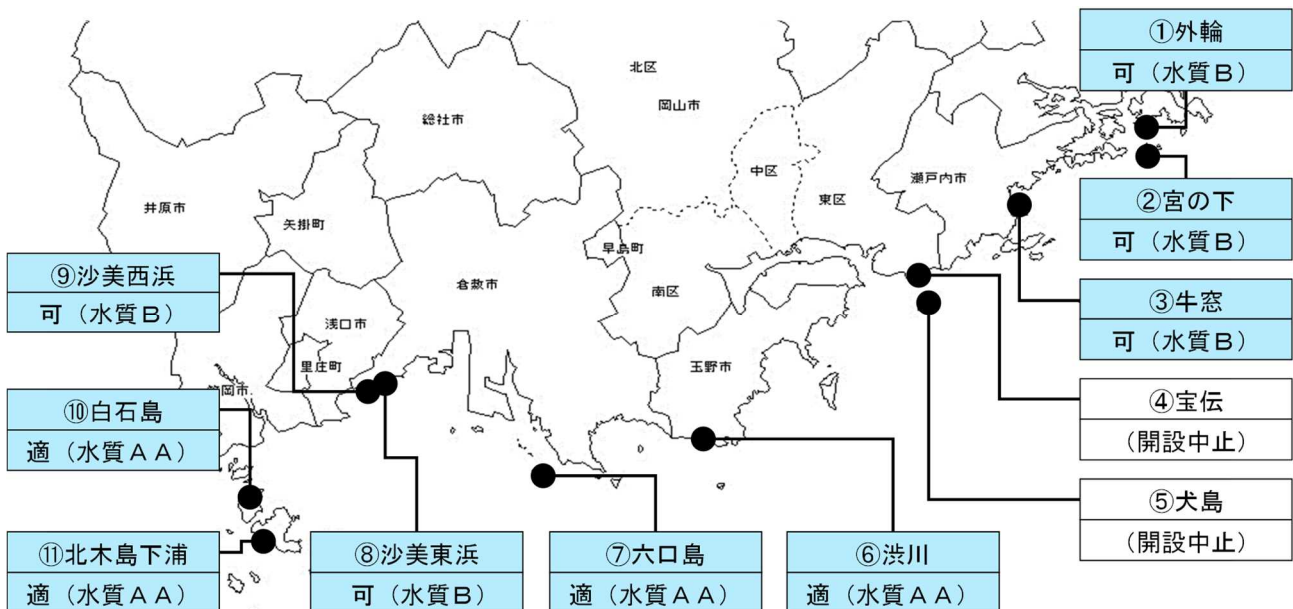 ①外輪
可（水質Ｂ）
②宮の下
可（水質Ｂ）
③牛窓
可（水質Ｂ）
④宝伝
（開設中止）
⑤犬島
（開設中止）
⑥渋川
適（水質ＡＡ）
⑦六口島
適（水質ＡＡ）
⑧沙美東浜
可（水質Ｂ）
⑨沙美西浜
可（水質Ｂ）
⑩白石島
適（水質ＡＡ）
⑪北木島下浦
適（水質ＡＡ）
北区
岡山市
総社市
中区
東区
瀬戸内市
井原市
矢掛町
早島町
倉敷市
南区
浅口市
里庄町
玉野市
岡市